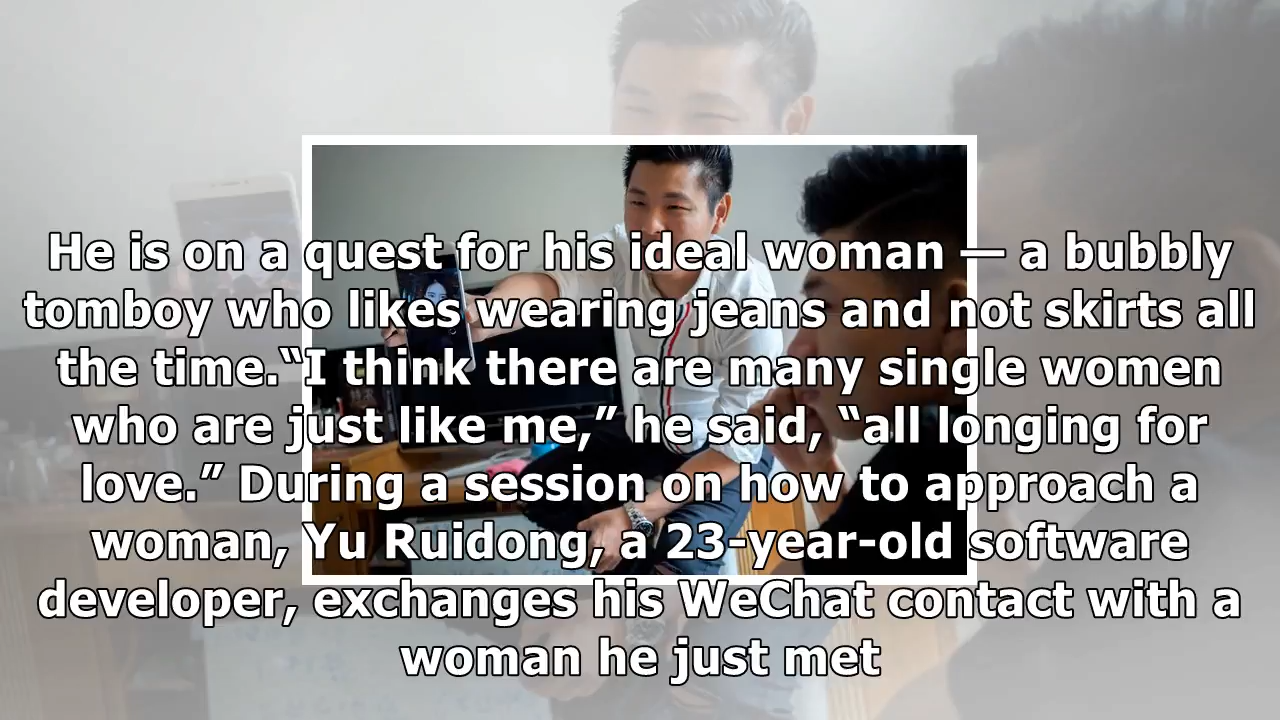 He is on a quest for his ideal woman — a bubbly
tomboy who likes wearing jeans and not skirts all
the time.“I think there are many single women
who are just like me,” he said, “all longing for
love.” During a session on how to approach a
woman, Yu Ruidong, a 23-year-old software
developer, exchanges his WeChat contact with a
woman he just met